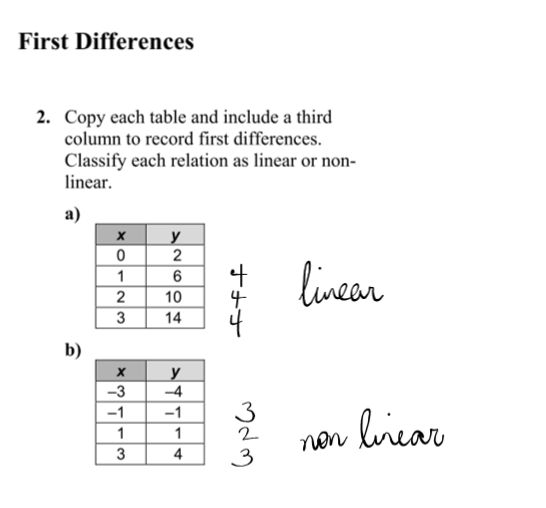 First Differences
2. Copy each table and include a third
column to record first differences.
Classify each relation as linear or non-
linear.
a)
x y
0 2
1 6 4
2 10 4 linear
3 14 4
b)
x y
–3 –4
–1 –1 3
1 1 2 non linear
3 4 3